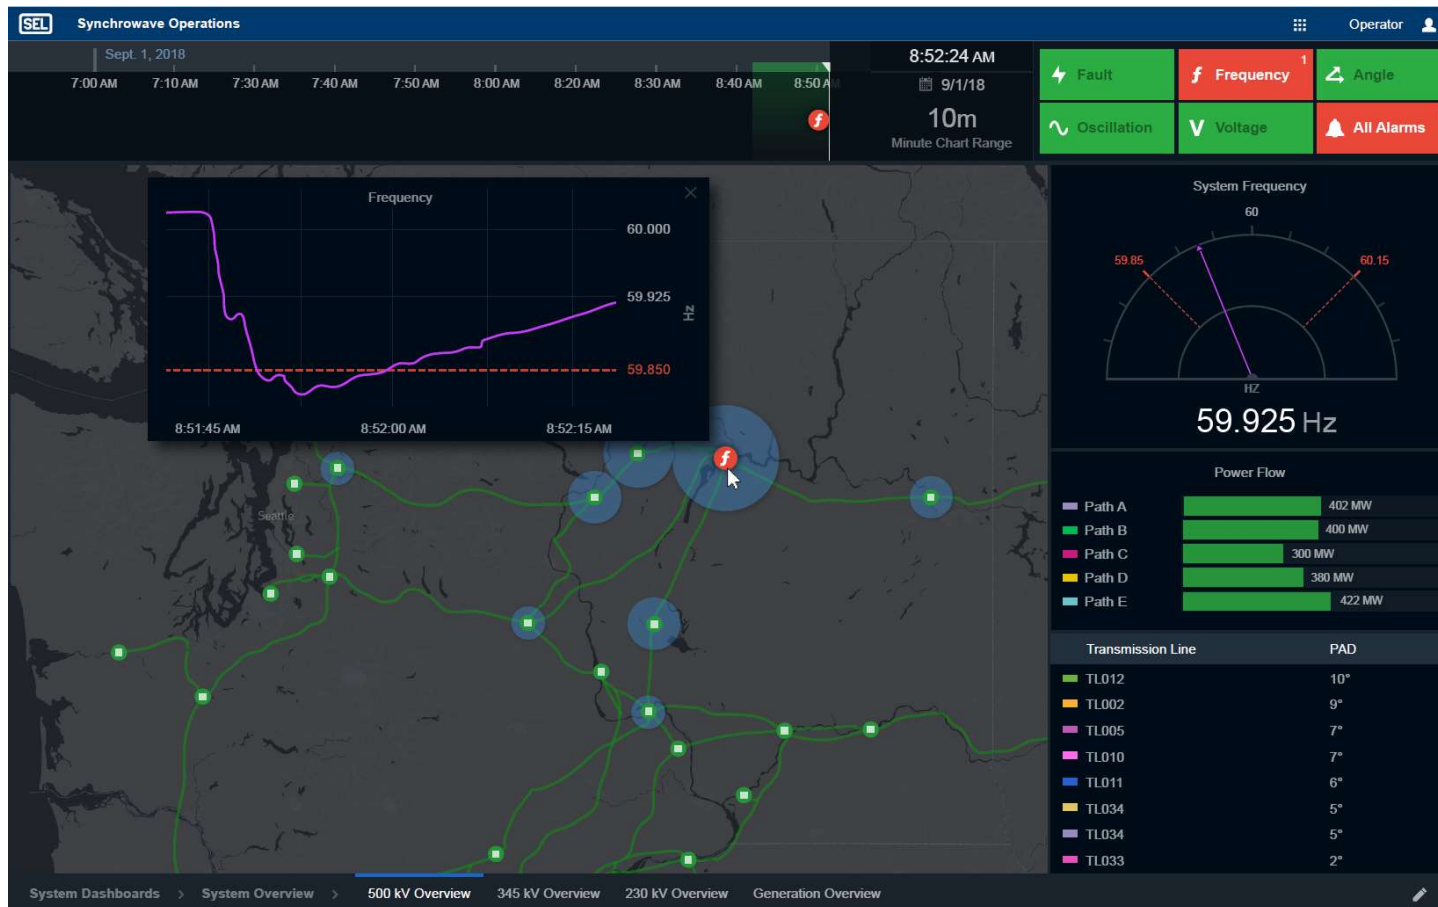 SEL Synchrowave Operations Operator
Sept. 1, 2018
7:00 AM 7:10 AM 7:30 AM 7:40 AM 7:50 AM 8:00 AM 8:20 AM 8:30 AM 8:40 AM 8:50 A
8:52:24 AM
9/1/18
10m
Minute Chart Range
Fault
Frequency 1
Angle
Oscillation
Voltage
All Alarms
Frequency
60.000
59.925
Hz
59.850
8:51:45 AM 8:52:00 AM 8:52:15 AM
Seattle
System Frequency
60
59.85 60.15
HZ
59.925 Hz
Power Flow
Path A 402 MW
Path B 400 MW
Path C 300 MW
Path D 380 MW
Path E 422 MW
Transmission Line PAD
TL012 10°
TL002 9°
TL005 7°
TL010 7°
TL011 6°
TL034 5°
TL034 5°
TL033 2°
System Dashboards > System Overview > 500 kV Overview 345 kV Overview 230 kV Overview Generation Overview